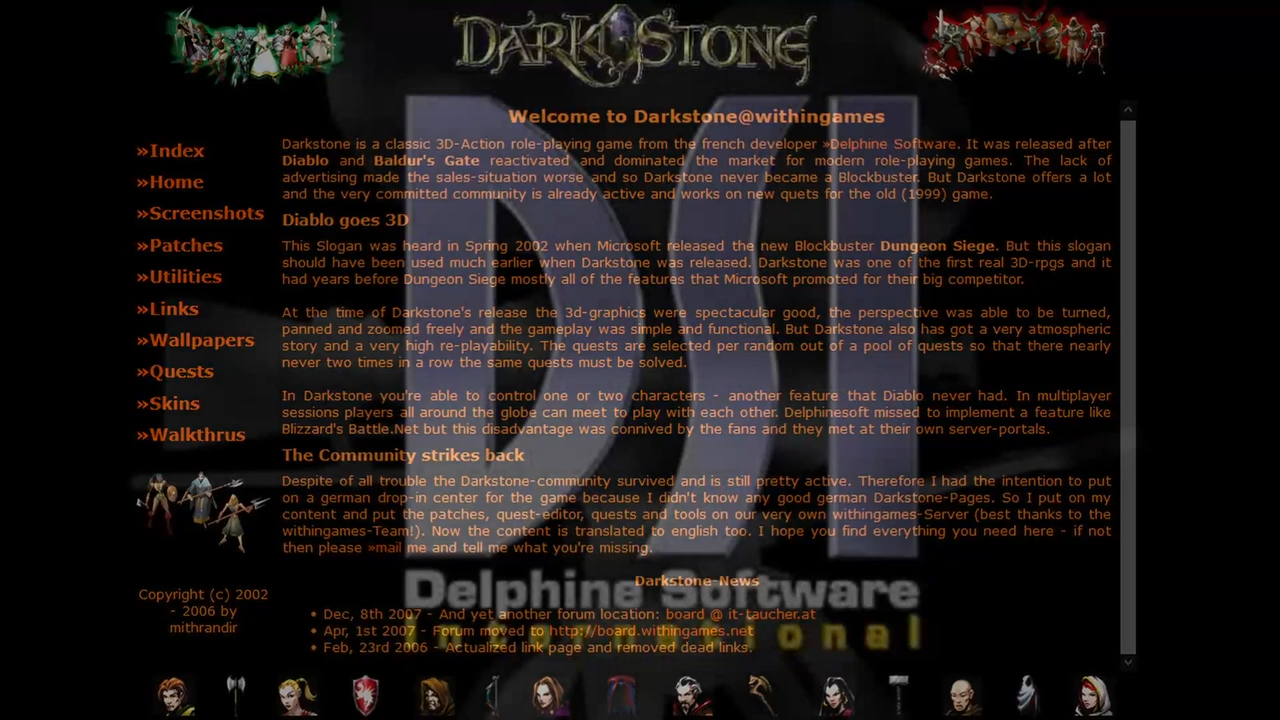 DARKSTONE
Welcome to Darkstone@withingames
»Index
»Home
»Screenshots
»Patches
»Utilities
»Links
»Wallpapers
»Quests
»Skins
»Walkthrus
Copyright (c) 2002
- 2006 by
mithrandir
Darkstone is a classic 3D-Action role-playing game from the french developer »Delphine Software. It was released after
Diablo and Baldur's Gate reactivated and dominated the market for modern role-playing games. The lack of
advertising made the sales-situation worse and so Darkstone never became a Blockbuster. But Darkstone offers a lot
and the very committed community is already active and works on new quets for the old (1999) game.
Diablo goes 3D
This Slogan was heard in Spring 2002 when Microsoft released the new Blockbuster Dungeon Siege. But this slogan
should have been used much earlier when Darkstone was released. Darkstone was one of the first real 3D-rpgs and it
had years before Dungeon Siege mostly all of the features that Microsoft promoted for their big competitor.
At the time of Darkstone's release the 3d-graphics were spectacular good, the perspective was able to be turned,
panned and zoomed freely and the gameplay was simple and functional. But Darkstone also has got a very atmospheric
story and a very high re-playability. The quests are selected per random out of a pool of quests so that there nearly
never two times in a row the same quests must be solved.
In Darkstone you're able to control one or two characters - another feature that Diablo never had. In multiplayer
sessions players all around the globe can meet to play with each other. Delphinesoft missed to implement a feature like
Blizzard's Battle.Net but this disadvantage was connived by the fans and they met at their own server-portals.
The Community strikes back
Despite of all trouble the Darkstone-community survived and is still pretty active. Therefore I had the intention to put
on a german drop-in center for the game because I didn't know any good german Darkstone-Pages. So I put on my
content and put the patches, quest-editor, quests and tools on our very own withingames-Server (best thanks to the
withingames-Team!). Now the content is translated to english too. I hope you find everything you need here - if not
then please »mail me and tell me what you're missing.
Darkstone-News
• Dec, 8th 2007 - And yet another forum location: board @ it-taucher.at
• Apr, 1st 2007 - Forum moved to http://board.withingames.net
• Feb, 23rd 2006 - Actualized link page and removed dead links.
DSI
Delphine Software
International